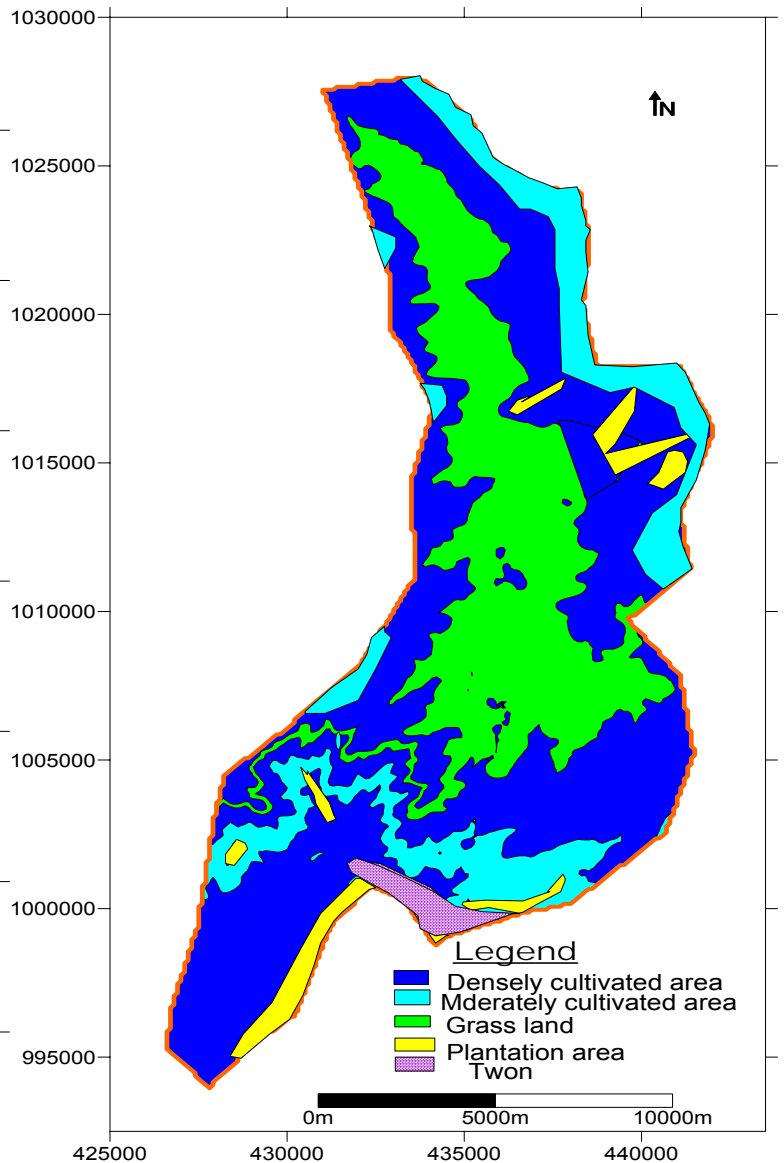 1030000
N
1025000
1020000
1015000
1010000
1005000
1000000
995000
Legend
Densely cultivated area
Mderately cultivated area
Grass land
Plantation area
Twon
0m 5000m 10000m
425000 430000 435000 440000